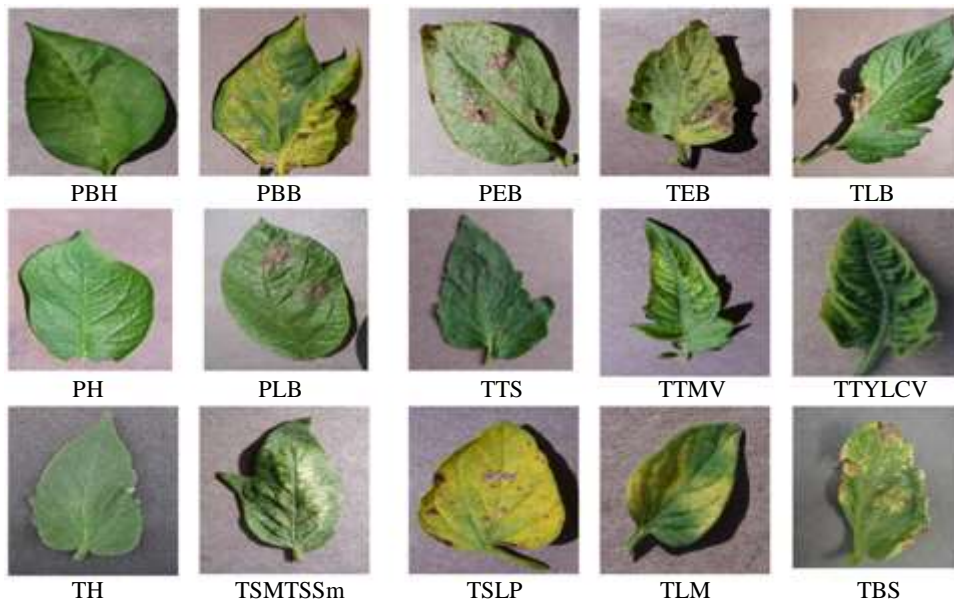 PBH PBB PEB TEB TLB
PH PLB TTS TTMV TTYLCV
TH TSMTSSm TSLP TLM TBS